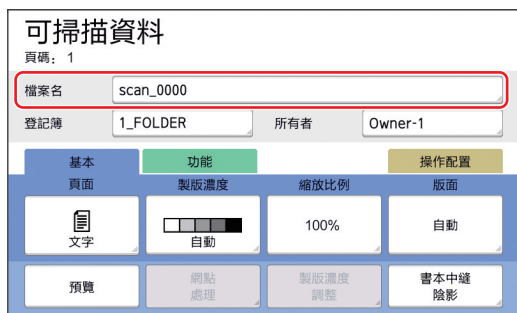 可掃描資料
頁碼：1
檔案名 scan_0000
登記簿 1_FOLDER 所有者 Owner-1
基本 功能 操作配置
頁面 製版濃度 縮放比例 版面
文字 自動 100% 自動
預覽 網點處理 製版濃度調整 書本中縫陰影